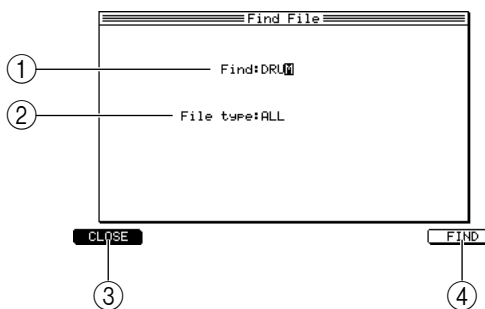 Find File
① Find:DRUM
② File type:ALL
CLOSE FIND
③ ④